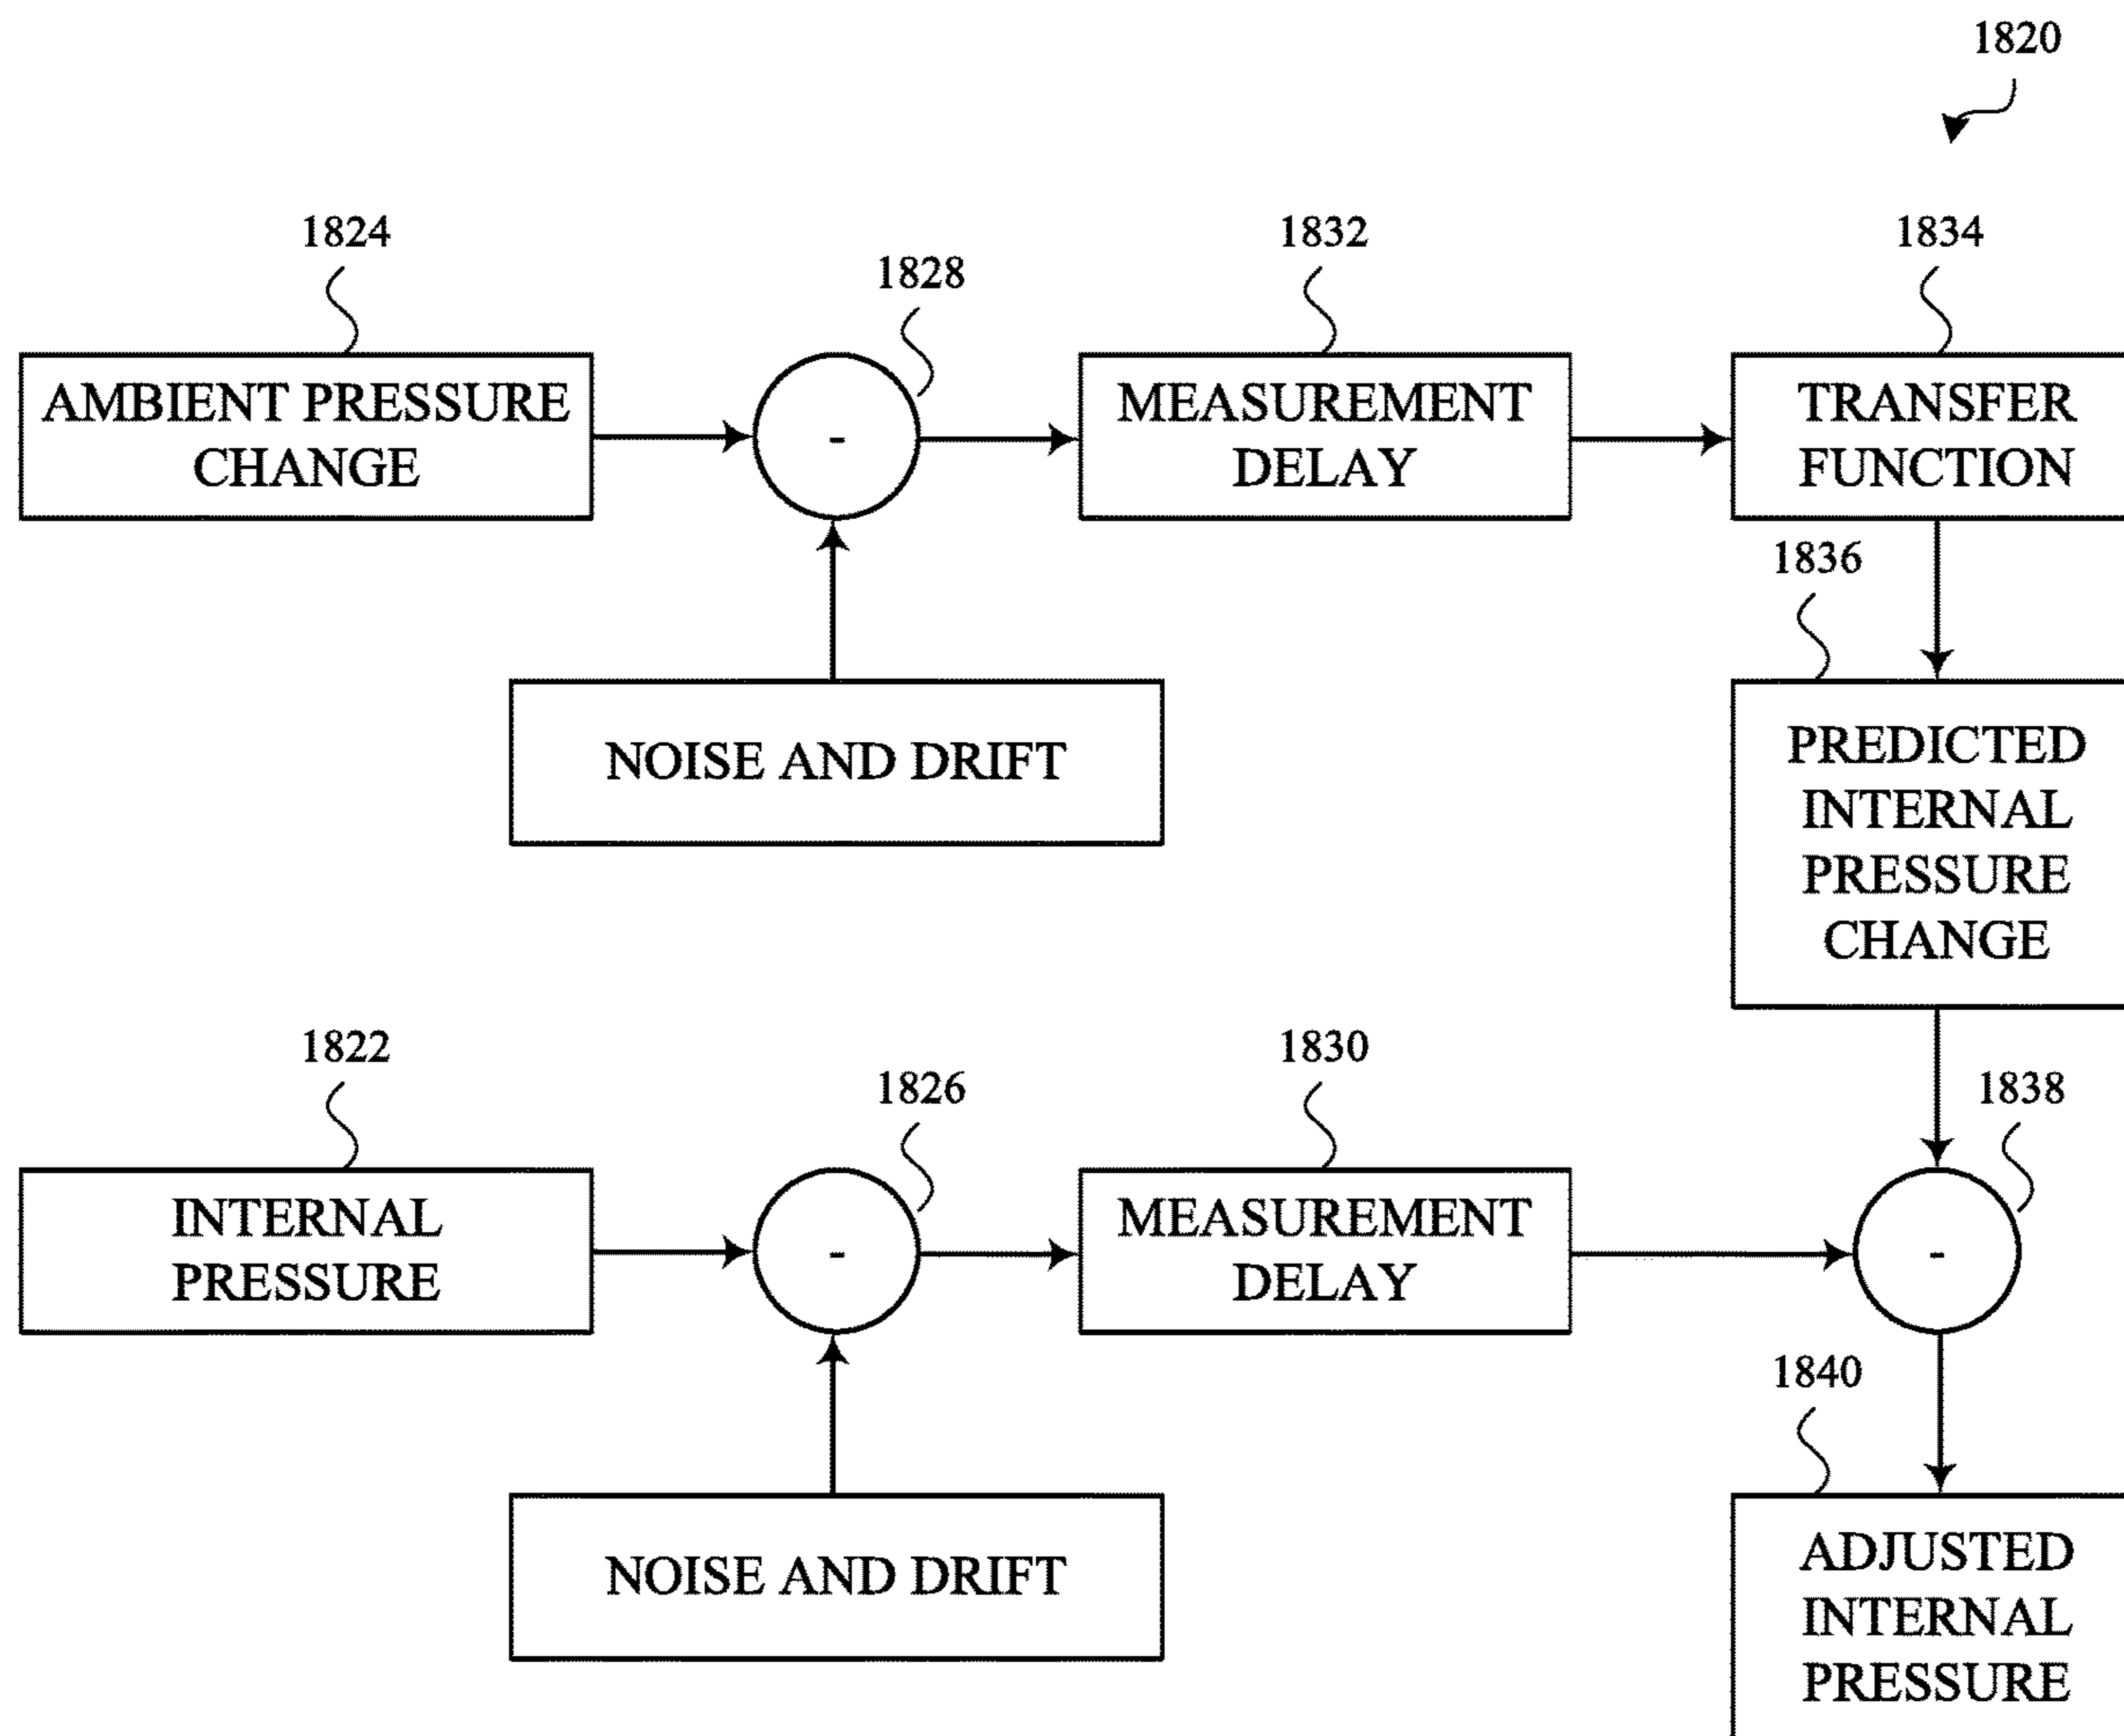 1820
1824
1828
1832
1834
AMBIENT PRESSURE
CHANGE
-
MEASUREMENT
DELAY
TRANSFER
FUNCTION
1836
NOISE AND DRIFT
PREDICTED
INTERNAL
PRESSURE
CHANGE
1822
1826
1830
1838
INTERNAL
PRESSURE
-
MEASUREMENT
DELAY
-
1840
NOISE AND DRIFT
ADJUSTED
INTERNAL
PRESSURE